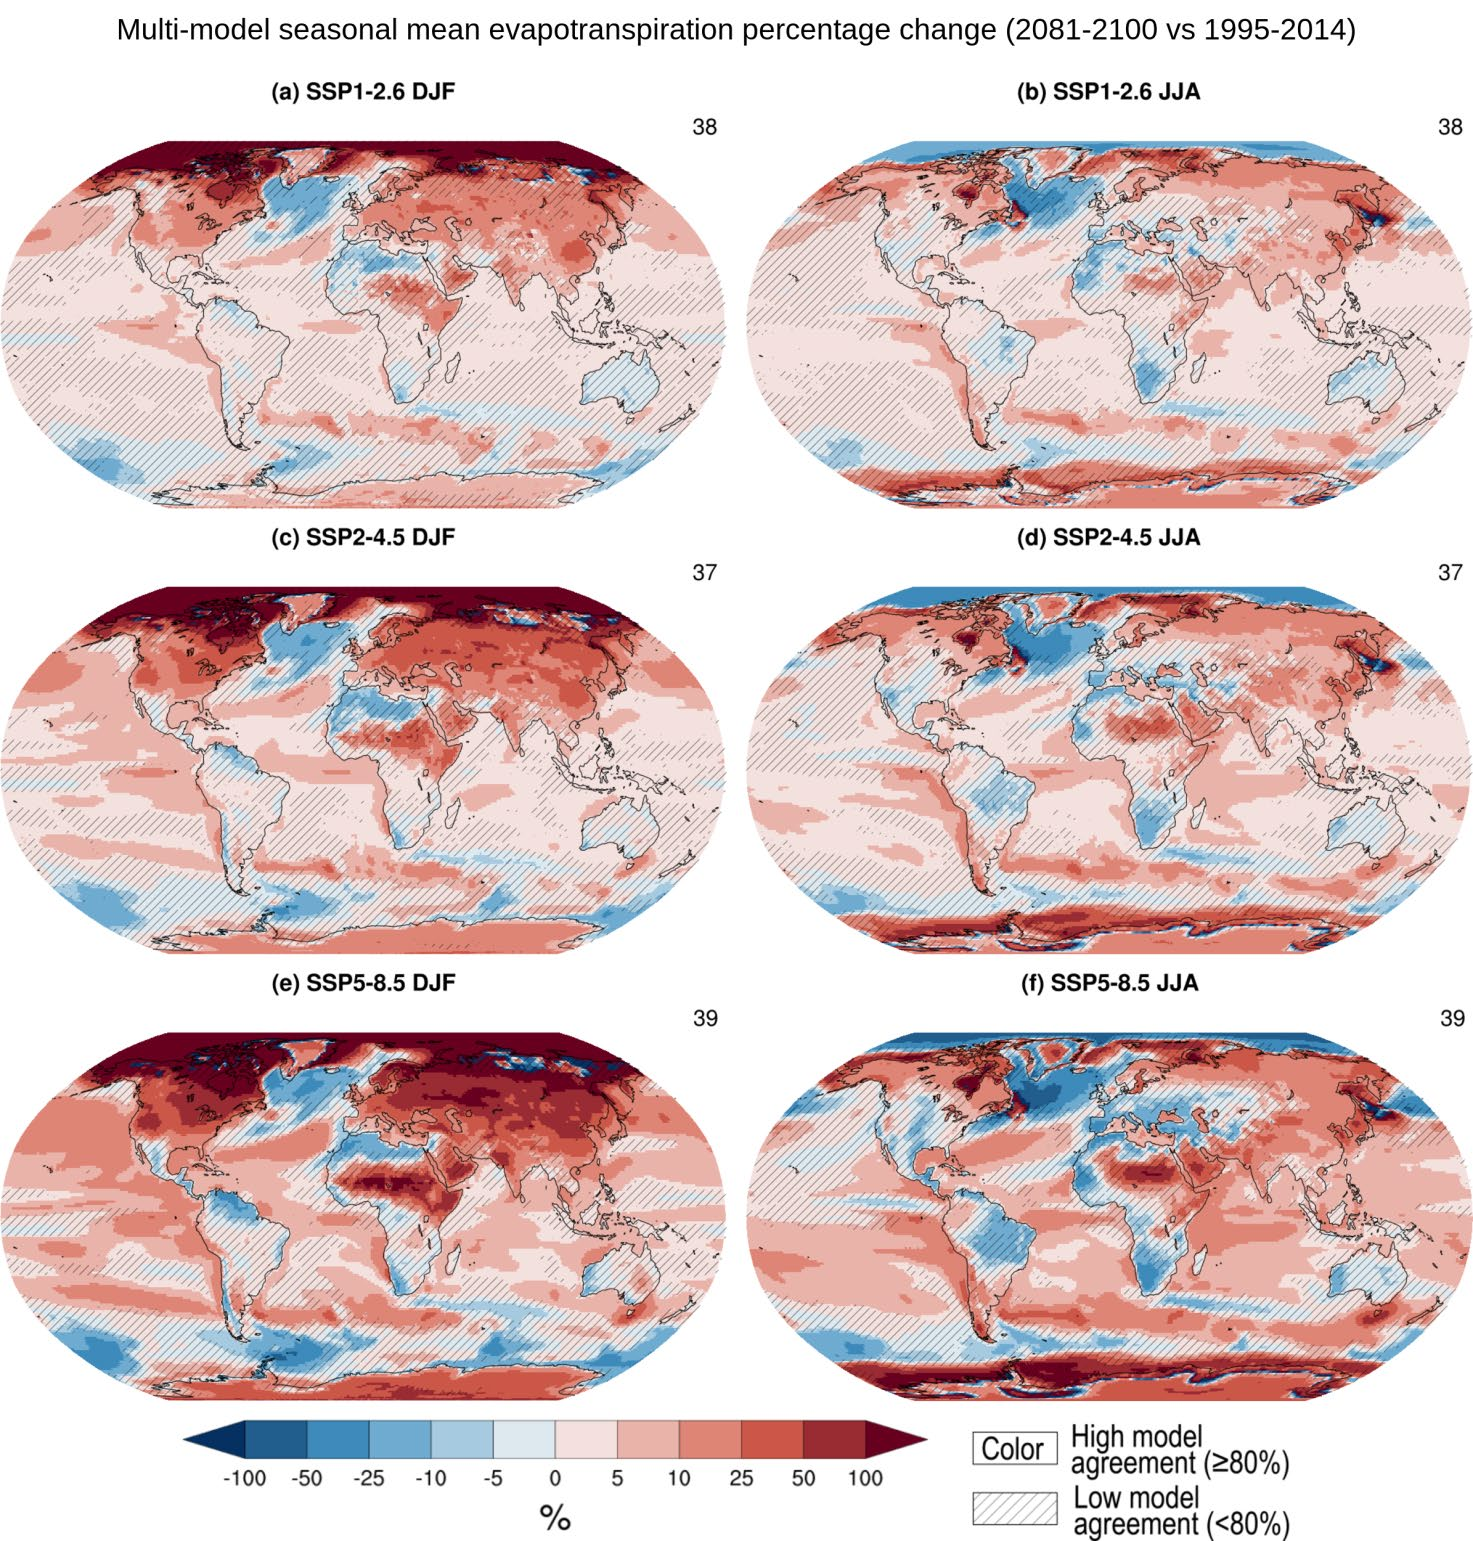 Multi-model seasonal mean evapotranspiration percentage change (2081-2100 vs 1995-2014)
(a) SSP1-2.6 DJF
(b) SSP1-2.6 JJA
38
38
(c) SSP2-4.5 DJF
(d) SSP2-4.5 JJA
37
37
(e) SSP5-8.5 DJF
(f) SSP5-8.5 JJA
39
39
-100 -50 -25 -10 -5 0 5 10 25 50 100
%
Color
High model
agreement (≥80%)
Low model
agreement (<80%)